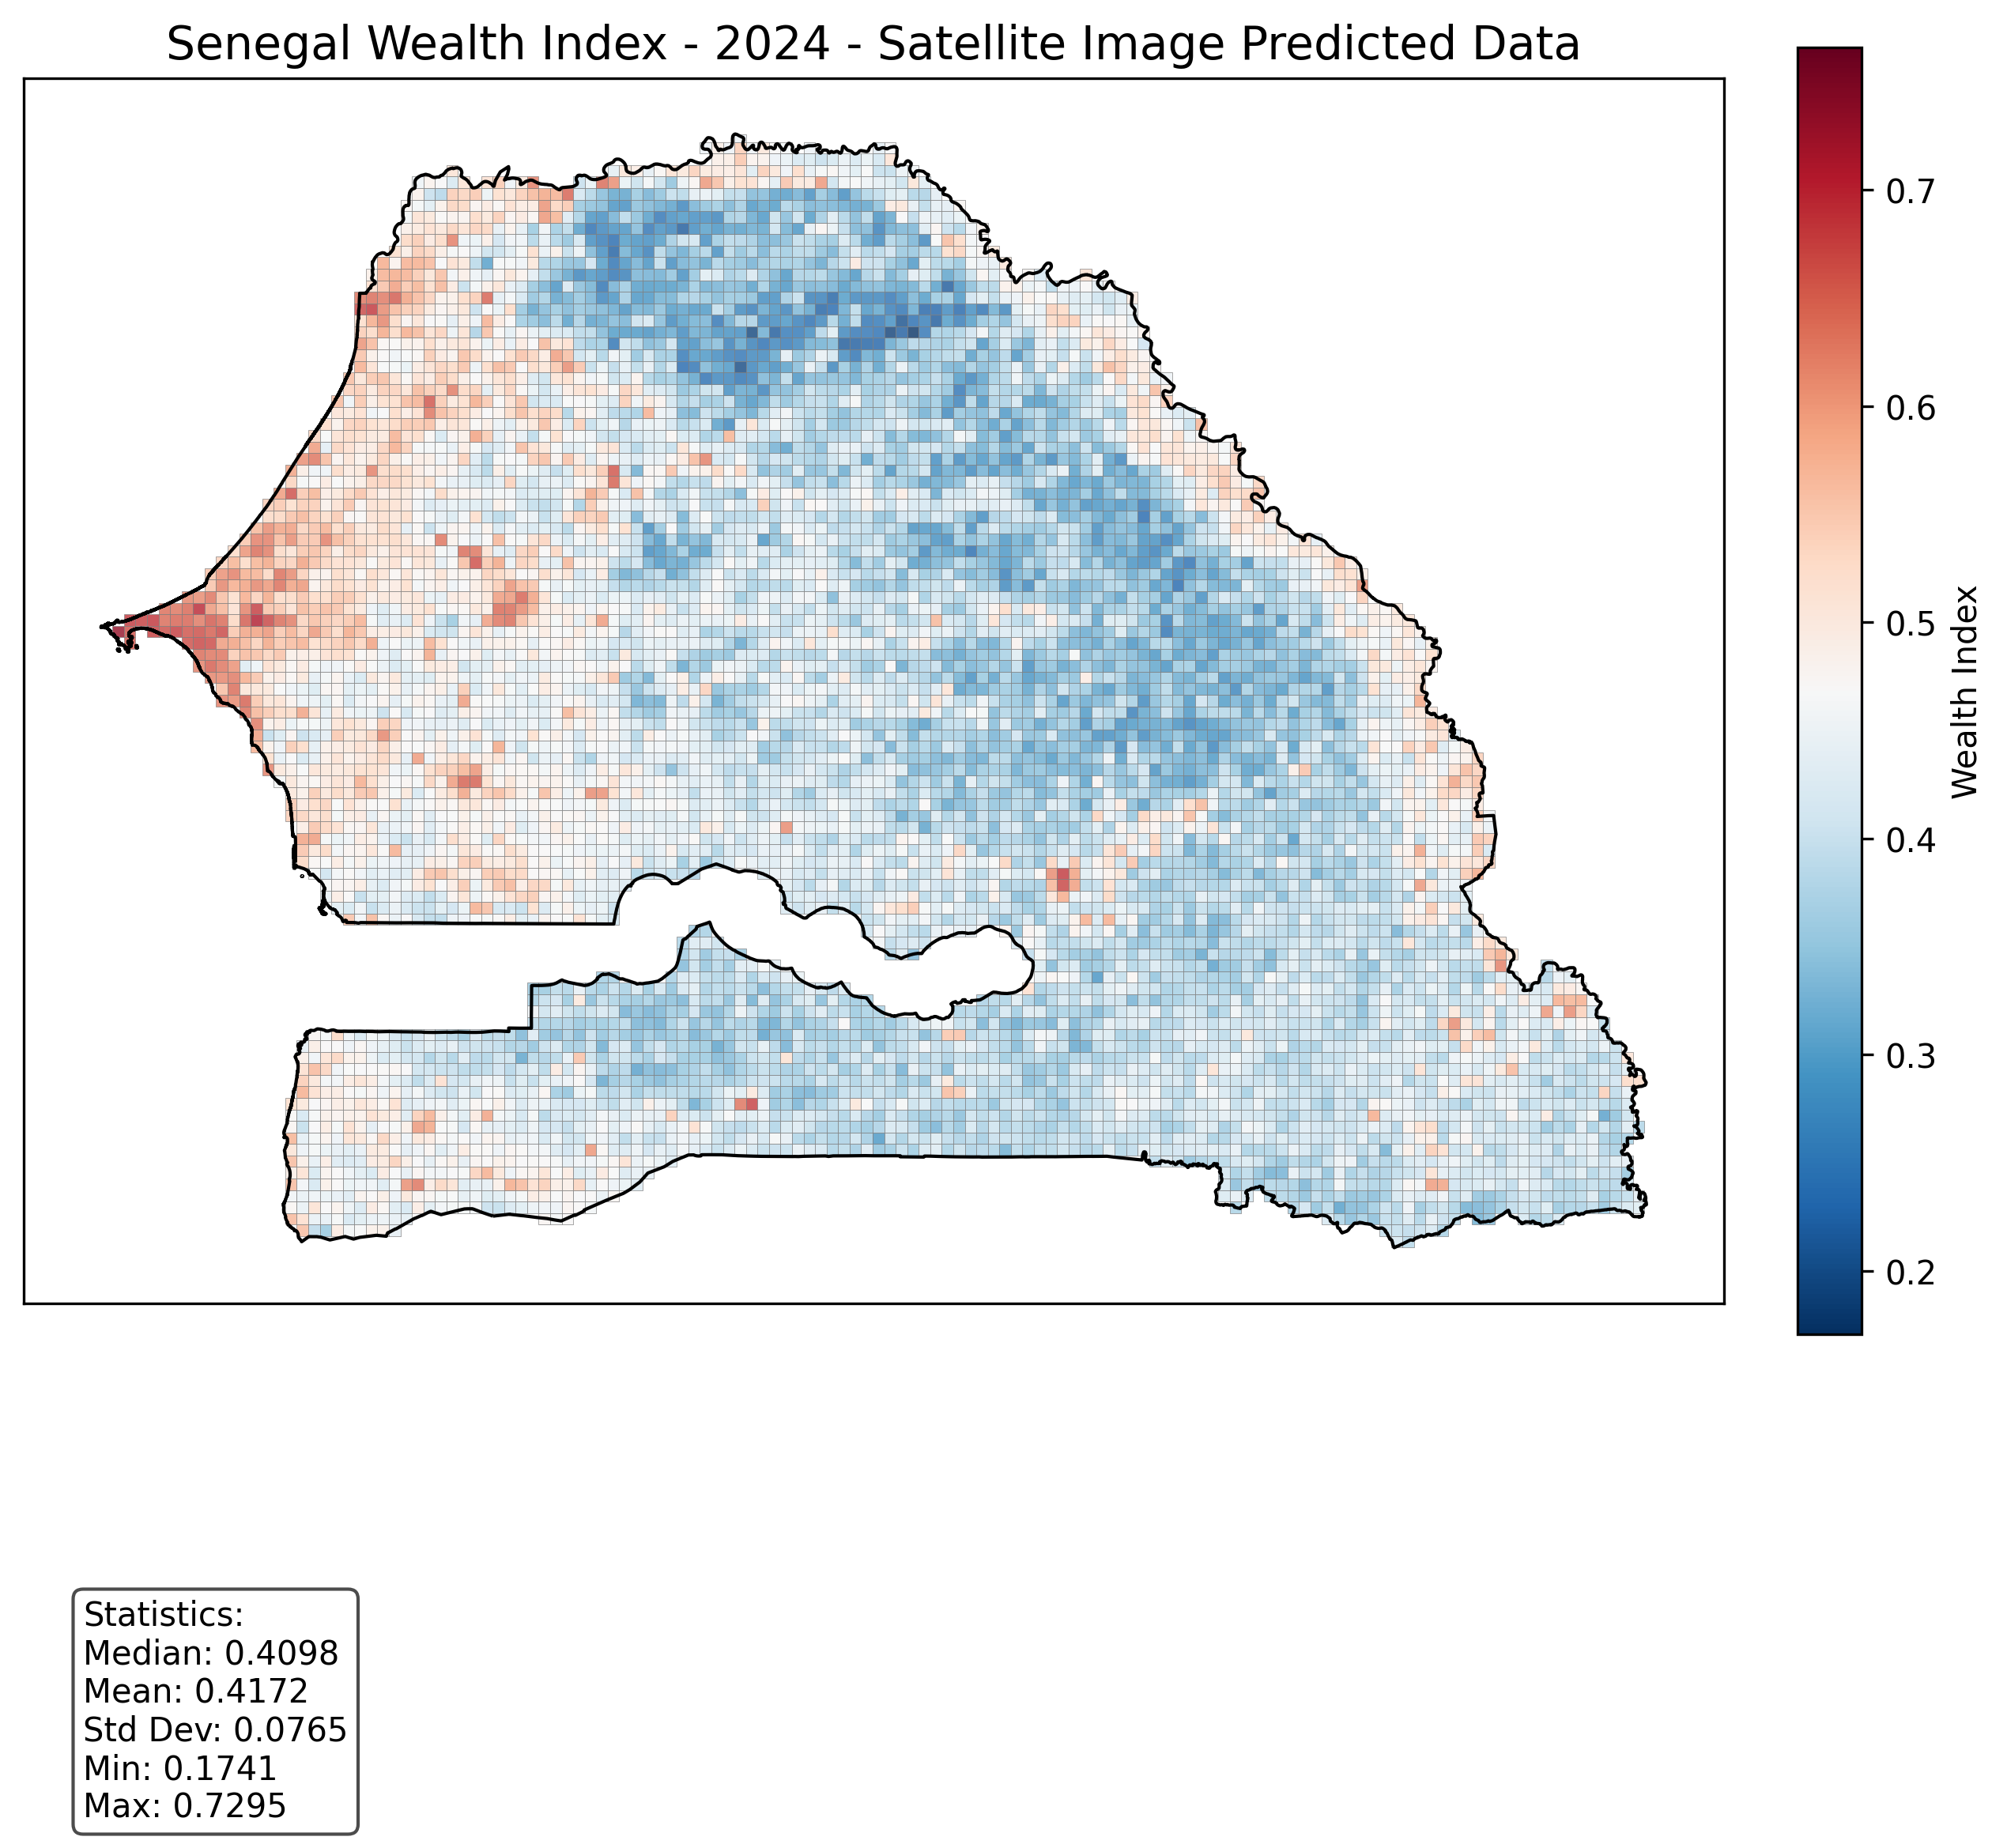 Senegal Wealth Index - 2024 - Satellite Image Predicted Data
0.7
0.6
0.5
0.4
0.3
0.2
Wealth Index
Statistics:
Median: 0.4098
Mean: 0.4172
Std Dev: 0.0765
Min: 0.1741
Max: 0.7295